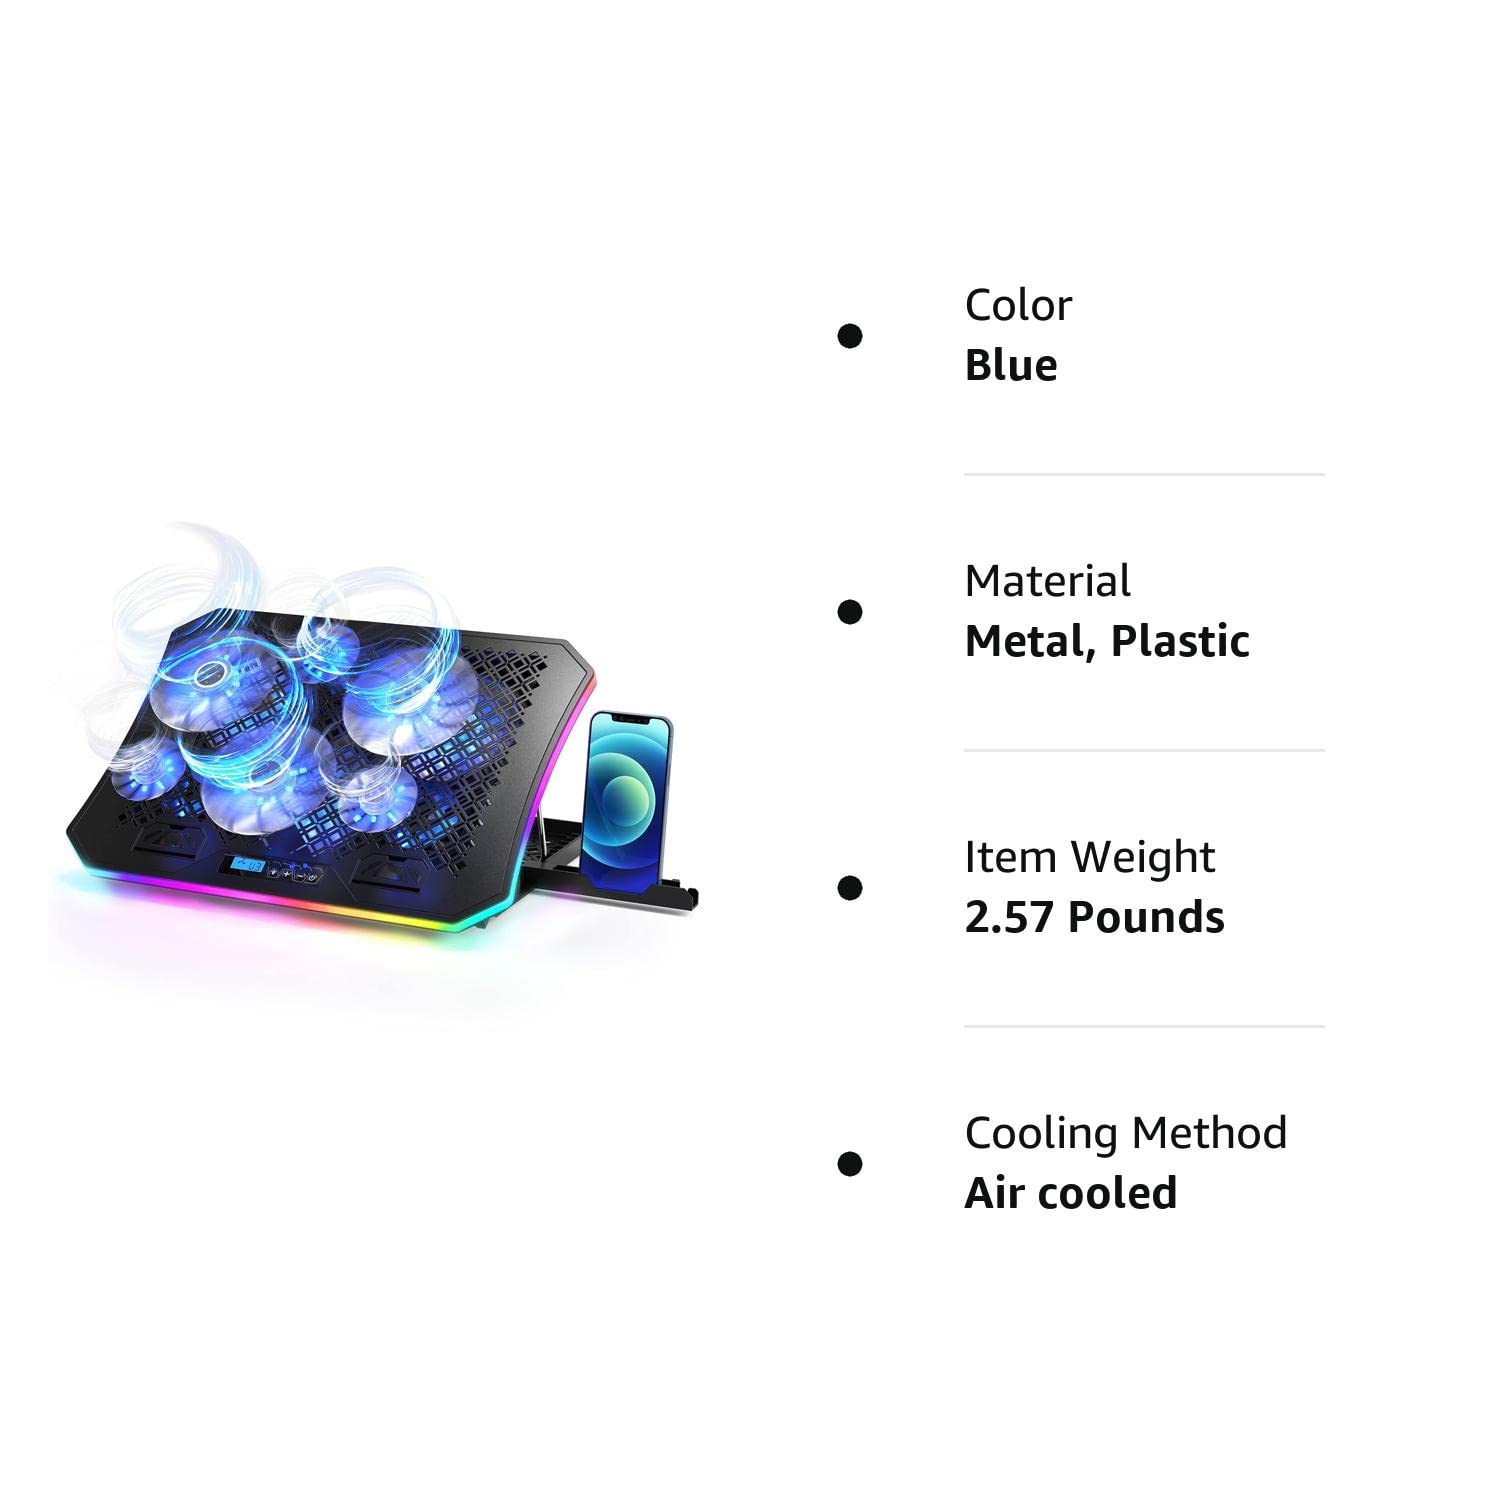 Color
Blue
Material
Metal, Plastic
Item Weight
2.57 Pounds
Cooling Method
Air cooled